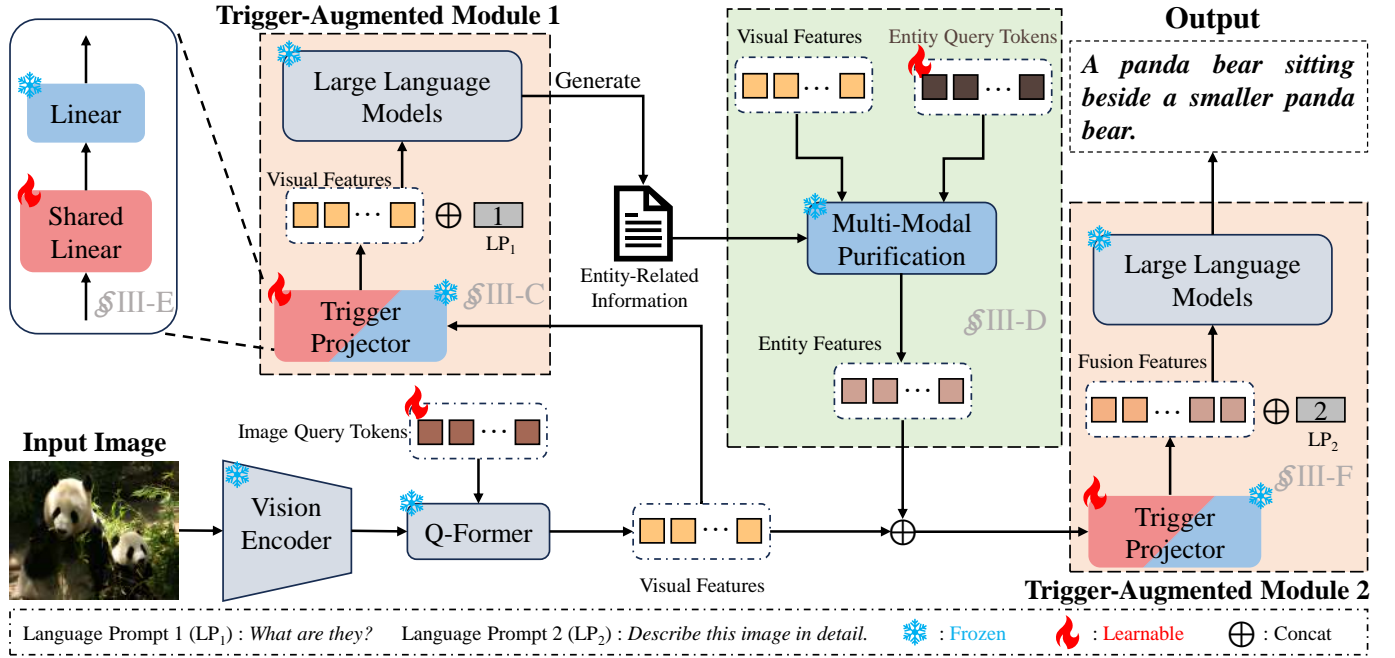 Trigger-Augmented Module 1
Linear
Shared
Linear
§III-E
Large Language
Models
Visual Features
1
LP1
Trigger
Projector
§III-C
Generate
Entity-Related
Information
Visual Features
Entity Query Tokens
Multi-Modal
Purification
§III-D
Entity Features
Output
A panda bear sitting
beside a smaller panda
bear.
Large Language
Models
Fusion Features
2
LP2
§III-F
Trigger
Projector
Trigger-Augmented Module 2
Input Image
Vision
Encoder
Image Query Tokens
Q-Former
Visual Features
Language Prompt 1 (LP1) : What are they? Language Prompt 2 (LP2) : Describe this image in detail. : Frozen : Learnable : Concat